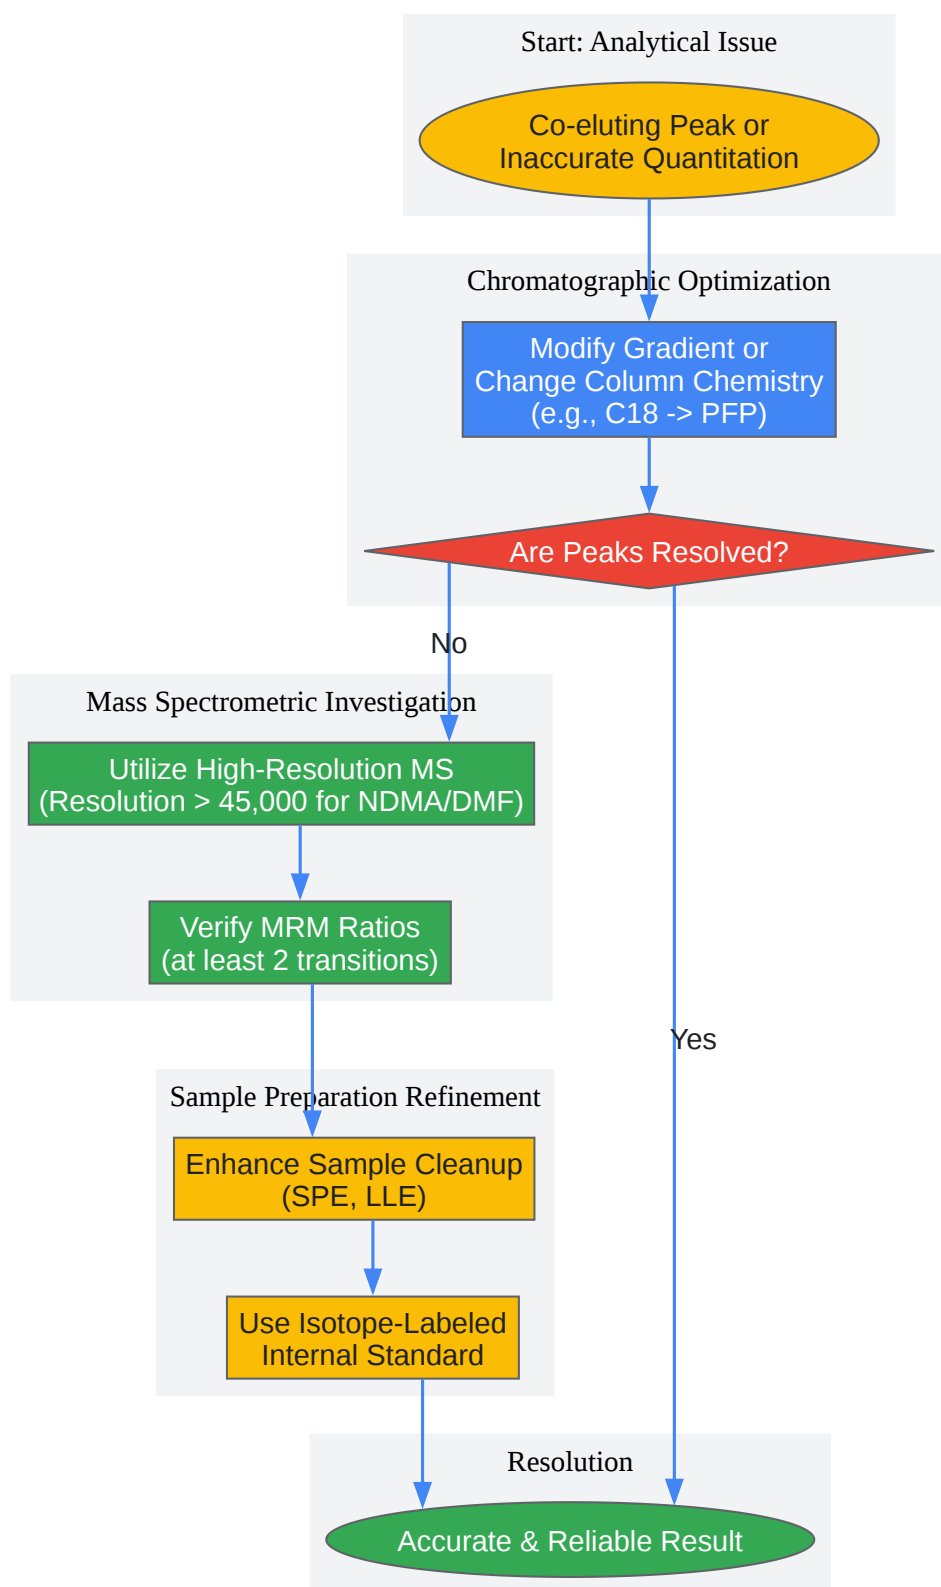 Start: Analytical Issue
Co-eluting Peak or
Inaccurate Quantitation
Chromatographic Optimization
Modify Gradient or
Change Column Chemistry
(e.g., C18 -> PFP)
Are Peaks Resolved?
No
Mass Spectrometric Investigation
Utilize High-Resolution MS
(Resolution > 45,000 for NDMA/DMF)
Verify MRM Ratios
(at least 2 transitions)
Yes
Sample Preparation Refinement
Enhance Sample Cleanup
(SPE, LLE)
Use Isotope-Labeled
Internal Standard
Resolution
Accurate & Reliable Result